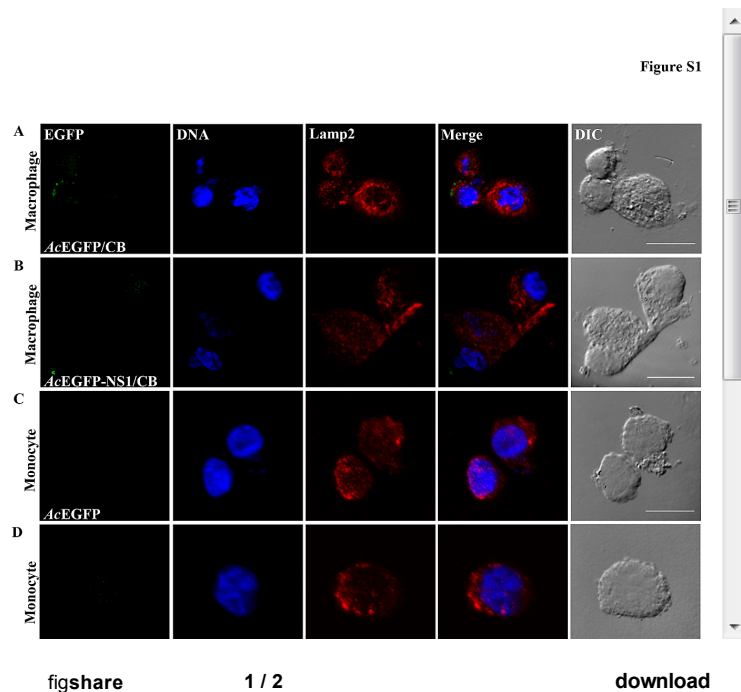 Figure S1
A
EGFP
DNA
Lamp2
Merge
DIC
Macrophage
AcEGFP/CB
B
Macrophage
AcEGFP-NS1/CB
C
Monocyte
AcEGFP
D
Monocyte
figshare
1 / 2
download